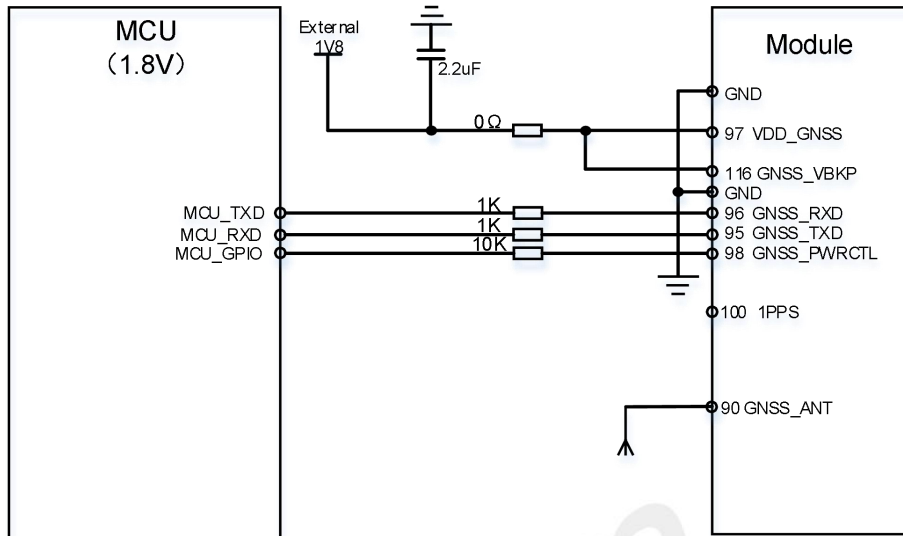 MCU
（1.8V）
External
1V8
2.2uF
0Ω
Module
GND
97 VDD_GNSS
116 GNSS_VBKP
GND
MCU_TXD
1K
96 GNSS_RXD
MCU_RXD
1K
95 GNSS_TXD
MCU_GPIO
10K
98 GNSS_PWRCTL
100 1PPS
90 GNSS_ANT